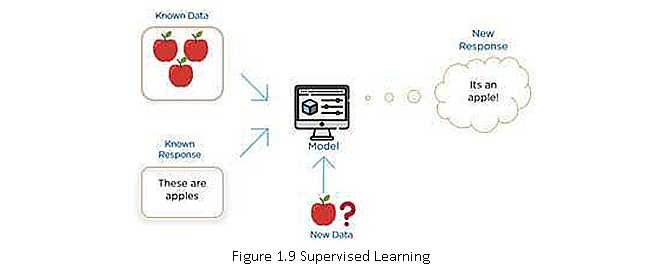 Known Data
New
Response
Its an
apple!
Model
Known
Response
These are
apples
?
New Data
Figure 1.9 Supervised Learning